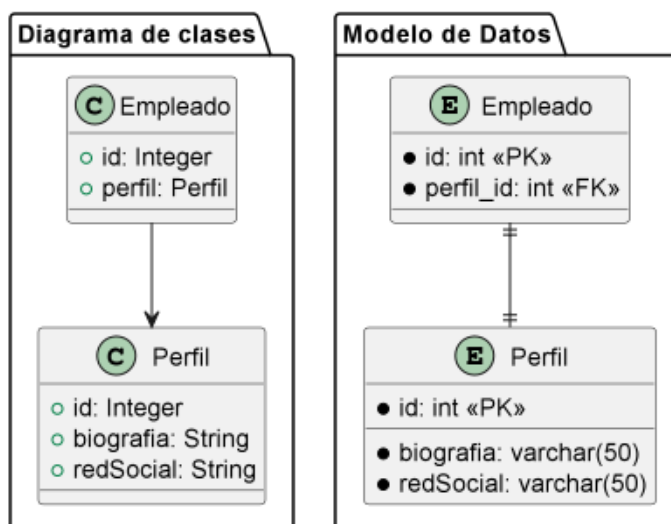 Diagrama de clases
C Empleado
id: Integer
perfil: Perfil
C Perfil
id: Integer
biografia: String
redSocial: String
Modelo de Datos
E Empleado
id: int «PK»
perfil_id: int «FK»
E Perfil
id: int «PK»
biografia: varchar(50)
redSocial: varchar(50)